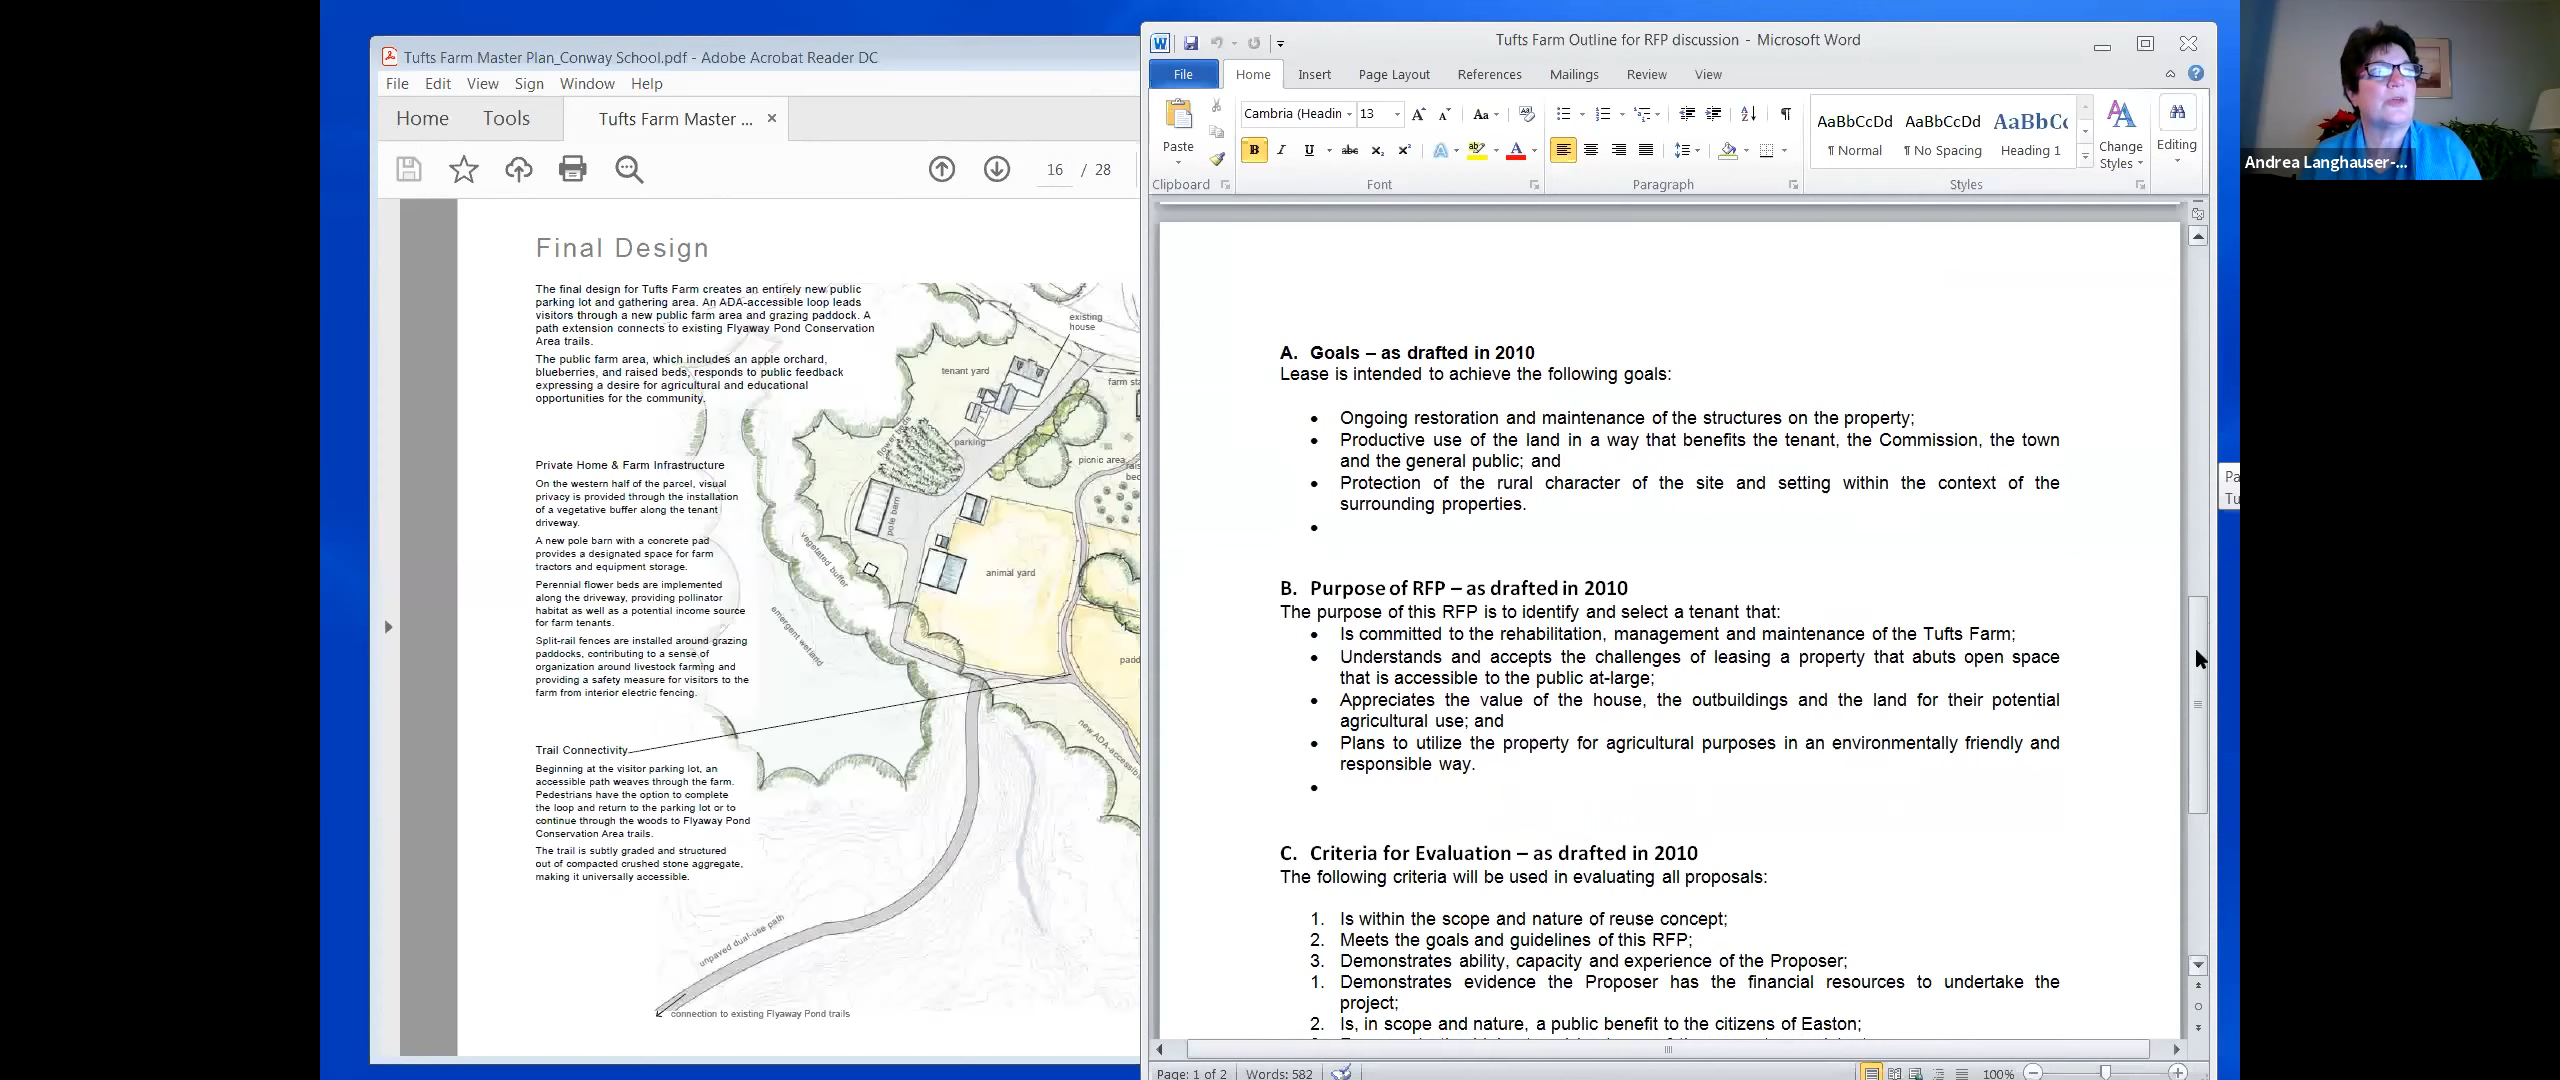 Tufts Farm Master Plan_Conway School.pdf - Adobe Acrobat Reader DC
File Edit View Sign Window Help
Home Tools Tufts Farm Master ... ×
16 / 28
Final Design
The final design for Tufts Farm creates an entirely new public
parking lot and gathering area. An ADA-accessible loop leads
visitors through a new public farm area and grazing paddock. A
path extension connects to existing Flyaway Pond Conservation
Area trails.
The public farm area, which includes an apple orchard,
blueberries, and raised beds, responds to public feedback
expressing a desire for agricultural and educational
opportunities for the community.
Private Home & Farm Infrastructure
On the western half of the parcel, visual
privacy is provided through the installation
of a vegetative buffer along the tenant
driveway.
A new pole barn with a concrete pad
provides a designated space for farm
tractors and equipment storage.
Perennial flower beds are implemented
along the driveway, providing pollinator
habitat as well as a potential income source
for farm tenants.
Split-rail fences are installed around grazing
paddocks, contributing to a sense of
organization around livestock farming and
providing a safety measure for visitors to the
farm from interior electric fencing.
Trail Connectivity
Beginning at the visitor parking lot, an
accessible path weaves through the farm.
Pedestrians have the option to complete
the loop and return to the parking lot or to
continue through the woods to Flyaway Pond
Conservation Area trails.
The trail is subtly graded and structured
out of compacted crushed stone aggregate,
making it universally accessible.
existing
house
tenant yard
farm sta
flower beds
parking
picnic area
rais
bec
pole barn
vegetated buffer
animal yard
emergent wetland
padd
new ADA-accessible
unpaved dual-use path
connection to existing Flyaway Pond trails
Tufts Farm Outline for RFP discussion - Microsoft Word
File Home Insert Page Layout References Mailings Review View
Cambria (Headin 13
Paste
AaBbCcDd AaBbCcDd AaBbCc
¶ Normal ¶ No Spacing Heading 1
Change
Styles
Editing
Clipboard Font Paragraph Styles
A. Goals – as drafted in 2010
Lease is intended to achieve the following goals:
• Ongoing restoration and maintenance of the structures on the property;
• Productive use of the land in a way that benefits the tenant, the Commission, the town
and the general public; and
• Protection of the rural character of the site and setting within the context of the
surrounding properties.
•
B. Purpose of RFP – as drafted in 2010
The purpose of this RFP is to identify and select a tenant that:
• Is committed to the rehabilitation, management and maintenance of the Tufts Farm;
• Understands and accepts the challenges of leasing a property that abuts open space
that is accessible to the public at-large;
• Appreciates the value of the house, the outbuildings and the land for their potential
agricultural use; and
• Plans to utilize the property for agricultural purposes in an environmentally friendly and
responsible way.
•
C. Criteria for Evaluation – as drafted in 2010
The following criteria will be used in evaluating all proposals:
1. Is within the scope and nature of reuse concept;
2. Meets the goals and guidelines of this RFP;
3. Demonstrates ability, capacity and experience of the Proposer;
1. Demonstrates evidence the Proposer has the financial resources to undertake the
project;
2. Is, in scope and nature, a public benefit to the citizens of Easton;
Page: 1 of 2 Words: 582 100%
Pa
Tu
Andrea Langhauser-...